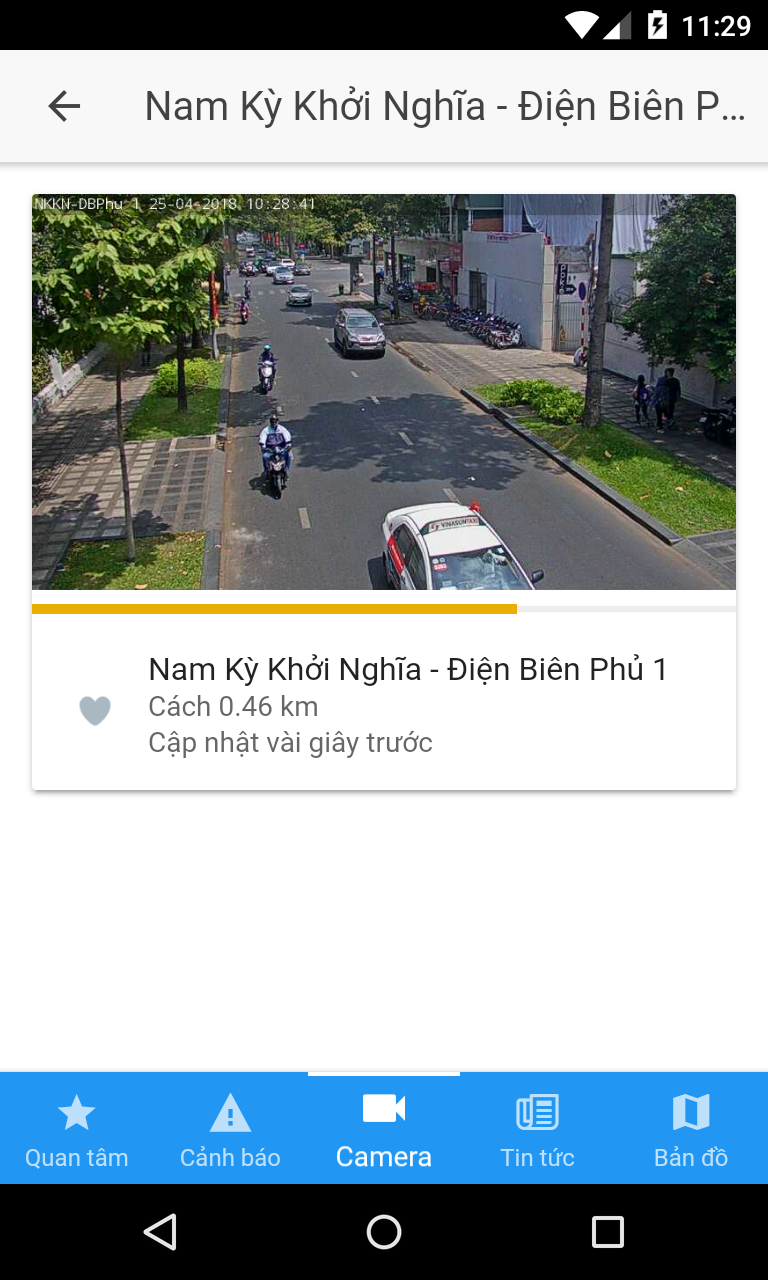 11:29
Nam Kỳ Khởi Nghĩa - Điện Biên P...
NKKN-DBPhu 1 25-04-2018 10:28:41
VINASUNTAXI
Nam Kỳ Khởi Nghĩa - Điện Biên Phủ 1
Cách 0.46 km
Cập nhật vài giây trước
Quan tâm
Cảnh báo
Camera
Tin tức
Bản đồ